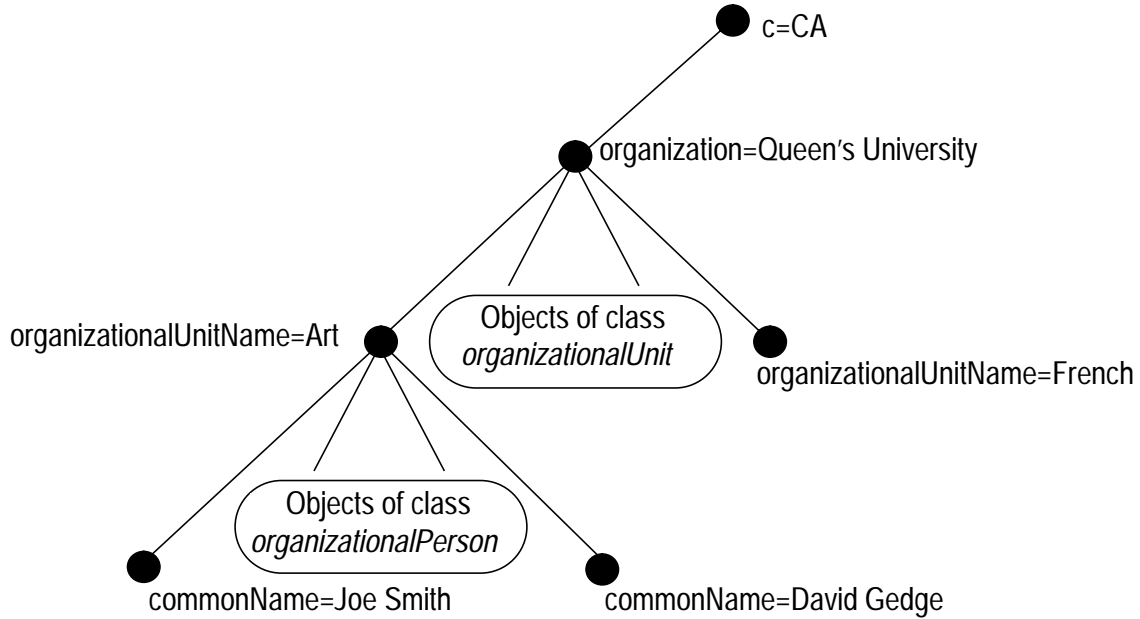 c=CA
organization=Queen's University
Objects of class
organizationalUnit
organizationalUnitName=Art
organizationalUnitName=French
Objects of class
organizationalPerson
commonName=Joe Smith
commonName=David Gedge